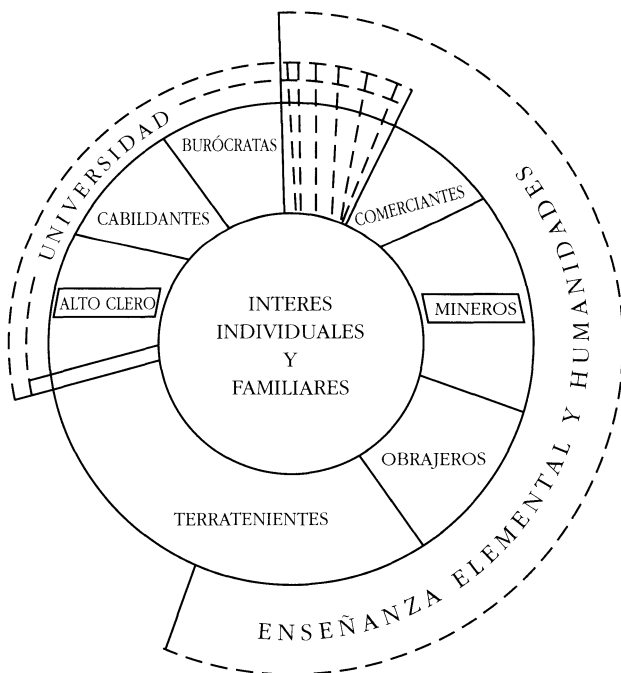 UNIVERSIDAD
BURÓCRATAS
CABILDANTES
COMERCIANTES
ALTO CLERO
INTERES
INDIVIDUALES
Y
FAMILIARES
MINEROS
OBRAJEROS
TERRATENIENTES
ENSEÑANZA ELEMENTAL Y HUMANIDADES